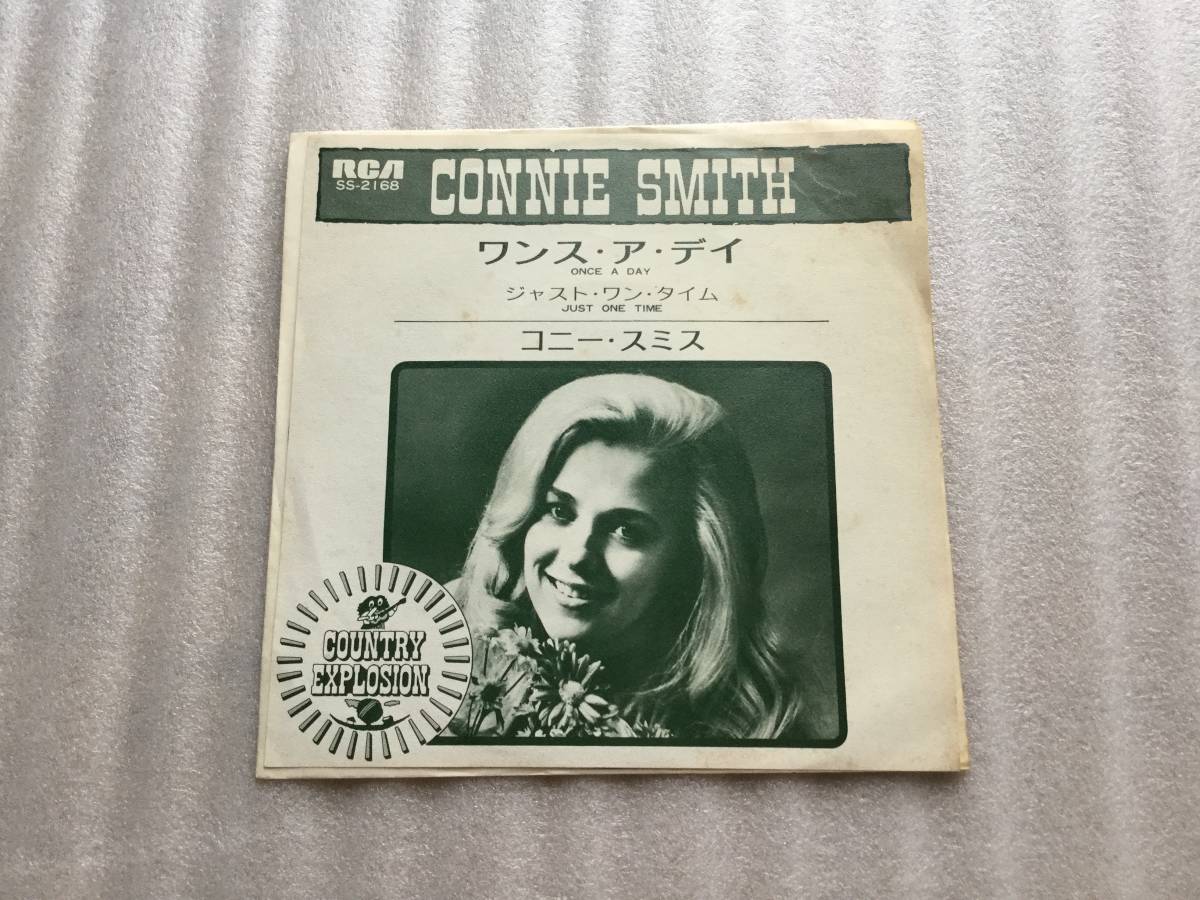 RCA
SS-2168
CONNIE SMITH
ワンス・ア・デイ
ONCE A DAY
ジャスト・ワン・タイム
JUST ONE TIME
コニー・スミス
COUNTRY
EXPLOSION